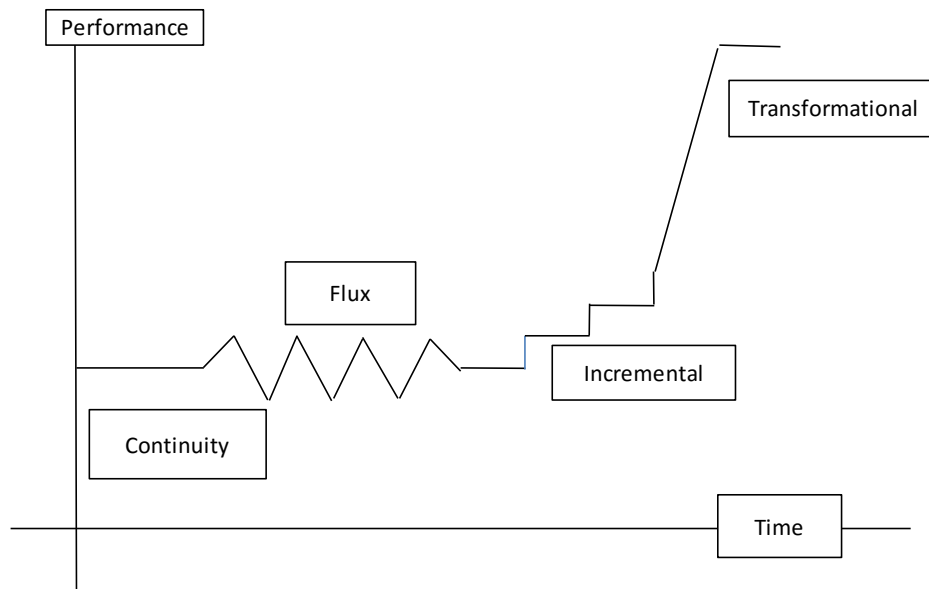 Performance
Transformational
Flux
Incremental
Continuity
Time